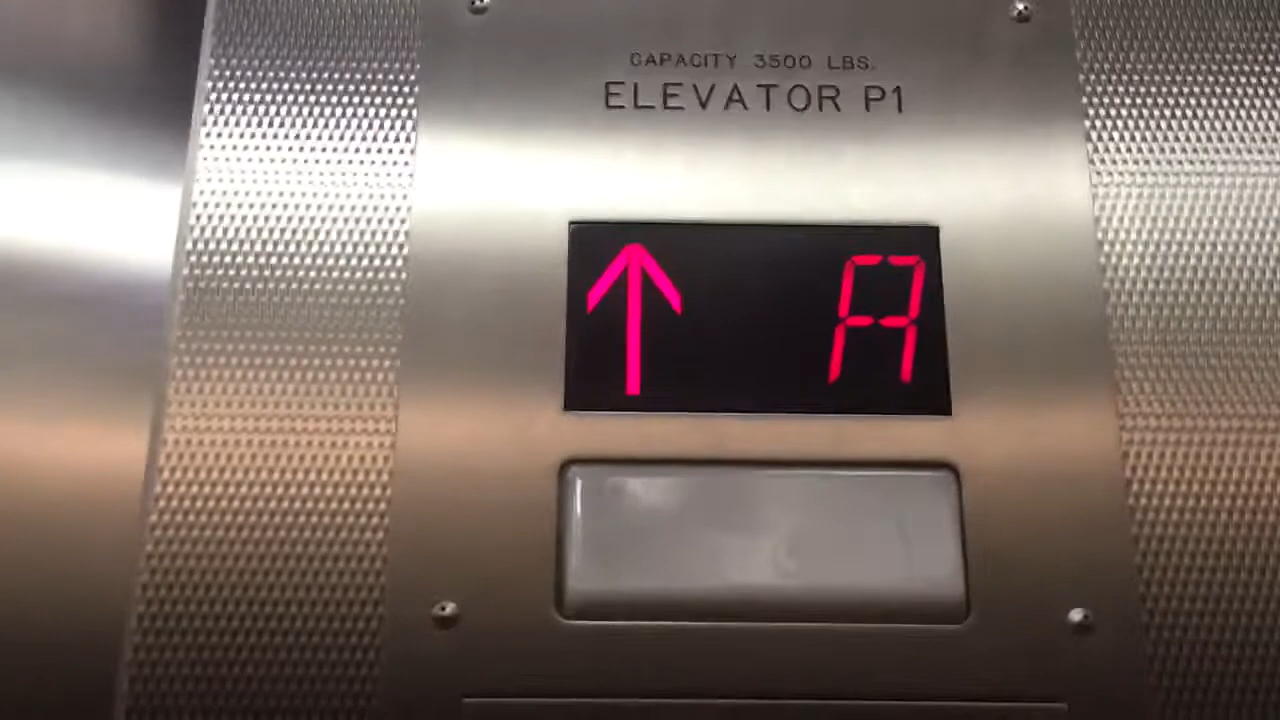 CAPACITY 3500 LBS.
ELEVATOR P1
↑ A